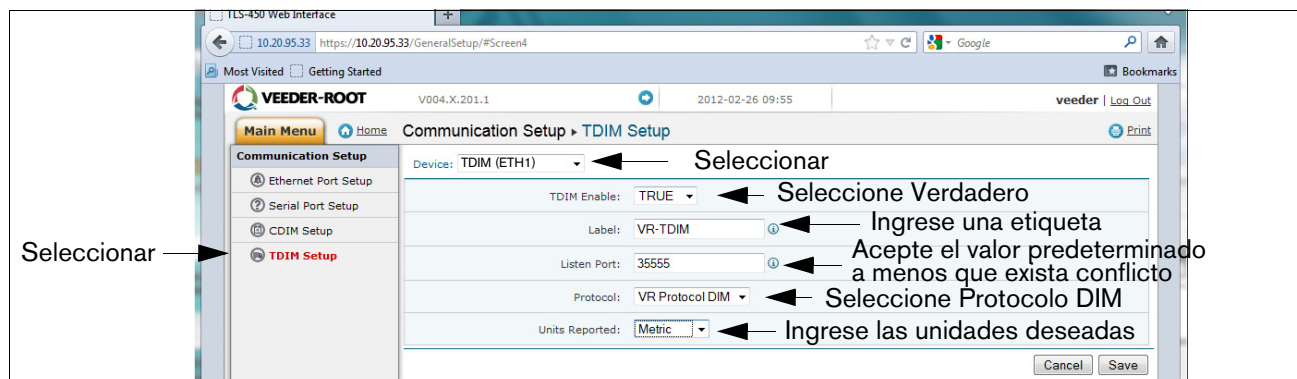 TLS-450 Web Interface
+
10.20.95.33 https://10.20.95.33/GeneralSetup/#Screen4
Google
Most Visited Getting Started
Bookmarks
VEEDER-ROOT
V004.X.201.1
2012-02-26 09:55
veeder | Log Out
Main Menu
Home
Communication Setup ▸ TDIM Setup
Print
Communication Setup
Ethernet Port Setup
Serial Port Setup
CDIM Setup
TDIM Setup
Seleccionar
Device: TDIM (ETH1)
Seleccionar
TDIM Enable: TRUE
Seleccione Verdadero
Label: VR-TDIM
Ingrese una etiqueta
Listen Port: 35555
Acepte el valor predeterminado
a menos que exista conflicto
Protocol: VR Protocol DIM
Seleccione Protocolo DIM
Units Reported: Metric
Ingrese las unidades deseadas
Cancel Save